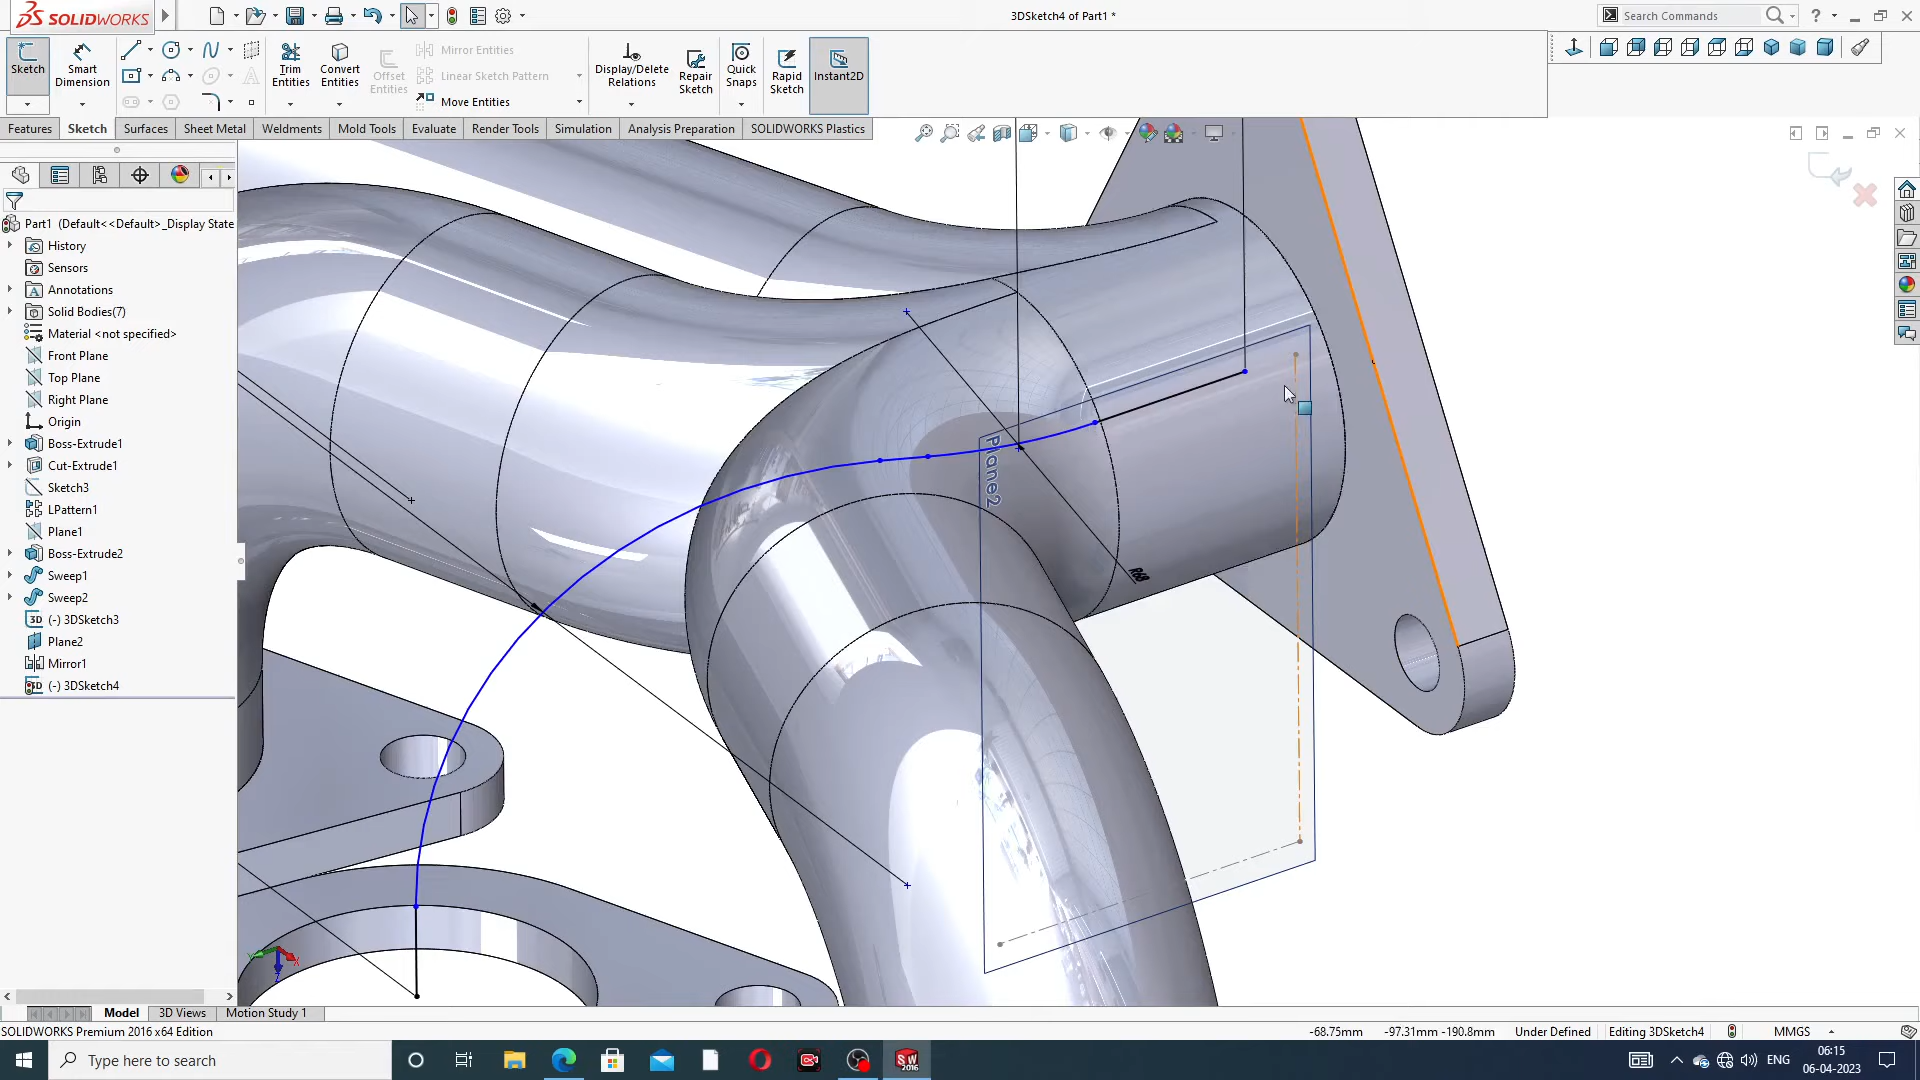 SOLIDWORKS
3DSketch4 of Part1 *
Search Commands
Sketch
Smart Dimension
Trim Entities
Convert Entities
Offset Entities
Mirror Entities
Linear Sketch Pattern
Move Entities
Display/Delete Relations
Repair Sketch
Quick Snaps
Rapid Sketch
Instant2D
Features
Sketch
Surfaces
Sheet Metal
Weldments
Mold Tools
Evaluate
Render Tools
Simulation
Analysis Preparation
SOLIDWORKS Plastics
Part1 (Default<<Default>_Display State
History
Sensors
Annotations
Solid Bodies(7)
Material <not specified>
Front Plane
Top Plane
Right Plane
Origin
Boss-Extrude1
Cut-Extrude1
Sketch3
LPattern1
Plane1
Boss-Extrude2
Sweep1
Sweep2
3D (-) 3DSketch3
Plane2
Mirror1
3D (-) 3DSketch4
Plane2
R60
Model
3D Views
Motion Study 1
SOLIDWORKS Premium 2016 x64 Edition
-68.75mm
-97.31mm -190.8mm
Under Defined
Editing 3DSketch4
MMGS
Type here to search
SW
2016
ENG
06:15
06-04-2023